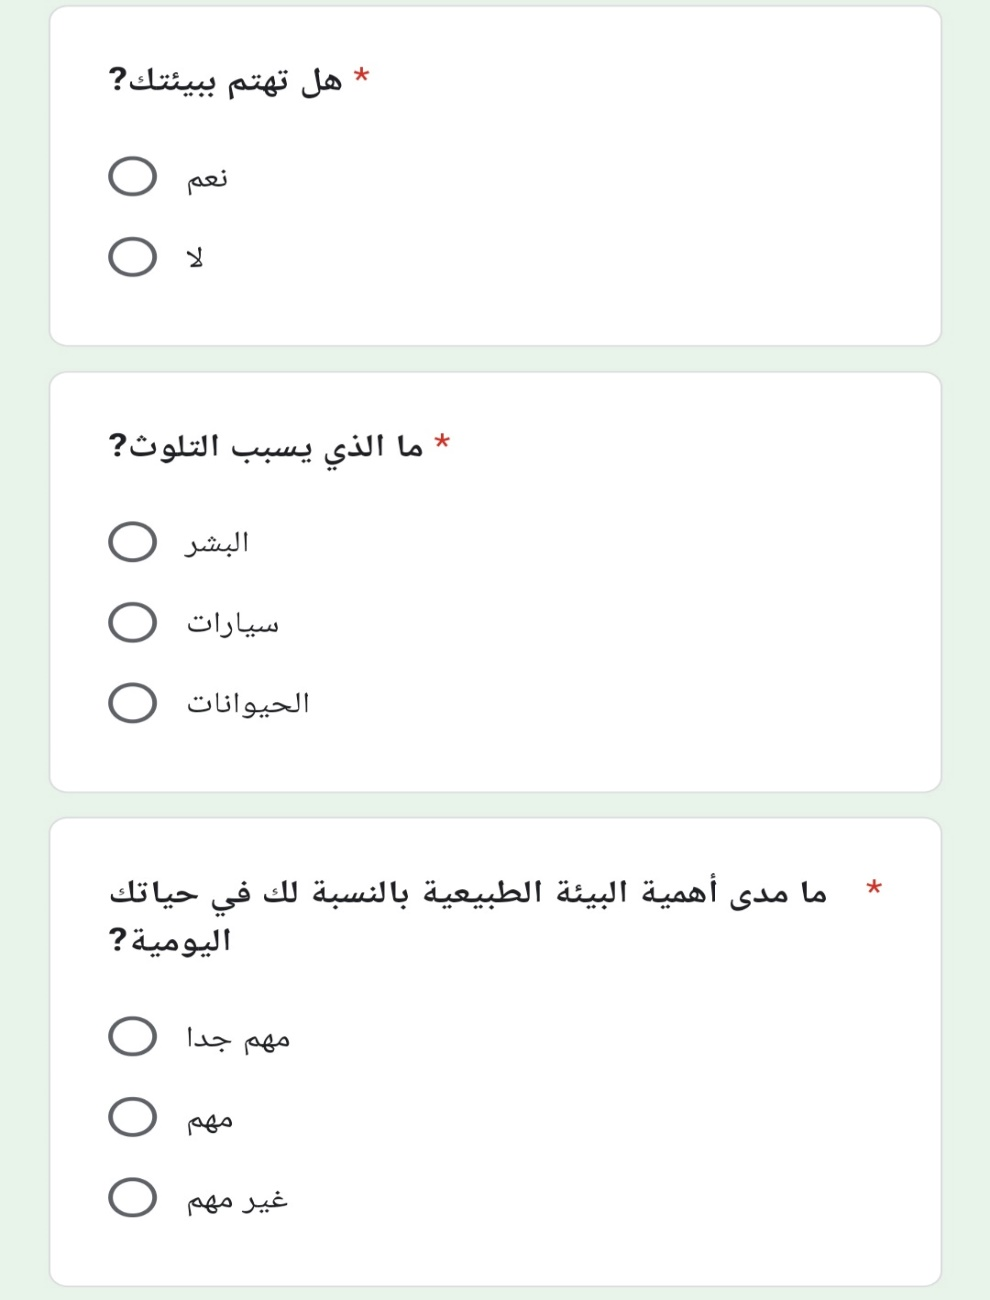 هل تهتم ببيئتك? *
نعم
لا
ما الذي يسبب التلوث? *
البشر
سيارات
الحيوانات
ما مدى أهمية البيئة الطبيعية بالنسبة لك في حياتك *
اليومية?
مهم جدا
مهم
غير مهم